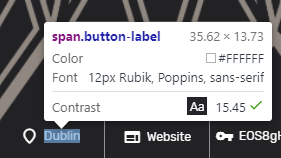 span.button-label 35.62 × 13.73
Color #FFFFFF
Font 12px Rubik, Poppins, sans-serif
Contrast Aa 15.45
Dublin Website EOS8gH